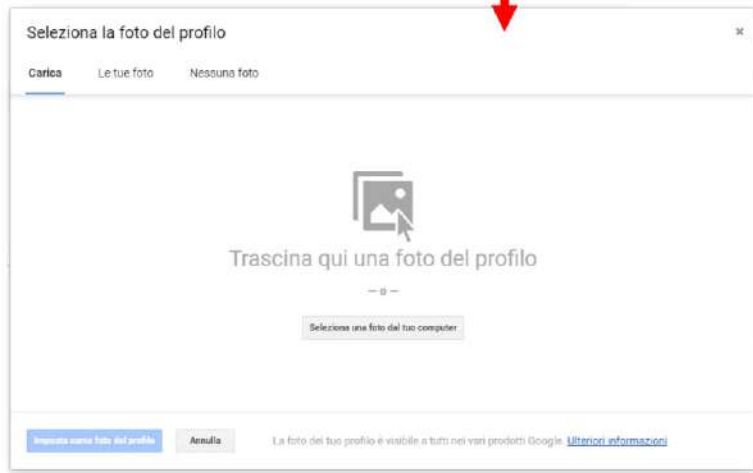 Seleziona la foto del profilo
Carica Le tue foto Nessuna foto
Trascina qui una foto del profilo
— o —
Seleziona una foto dal tuo computer
Imposta come foto del profilo Annulla La foto del tuo profilo è visibile a tutti nei vari prodotti Google. Ulteriori informazioni